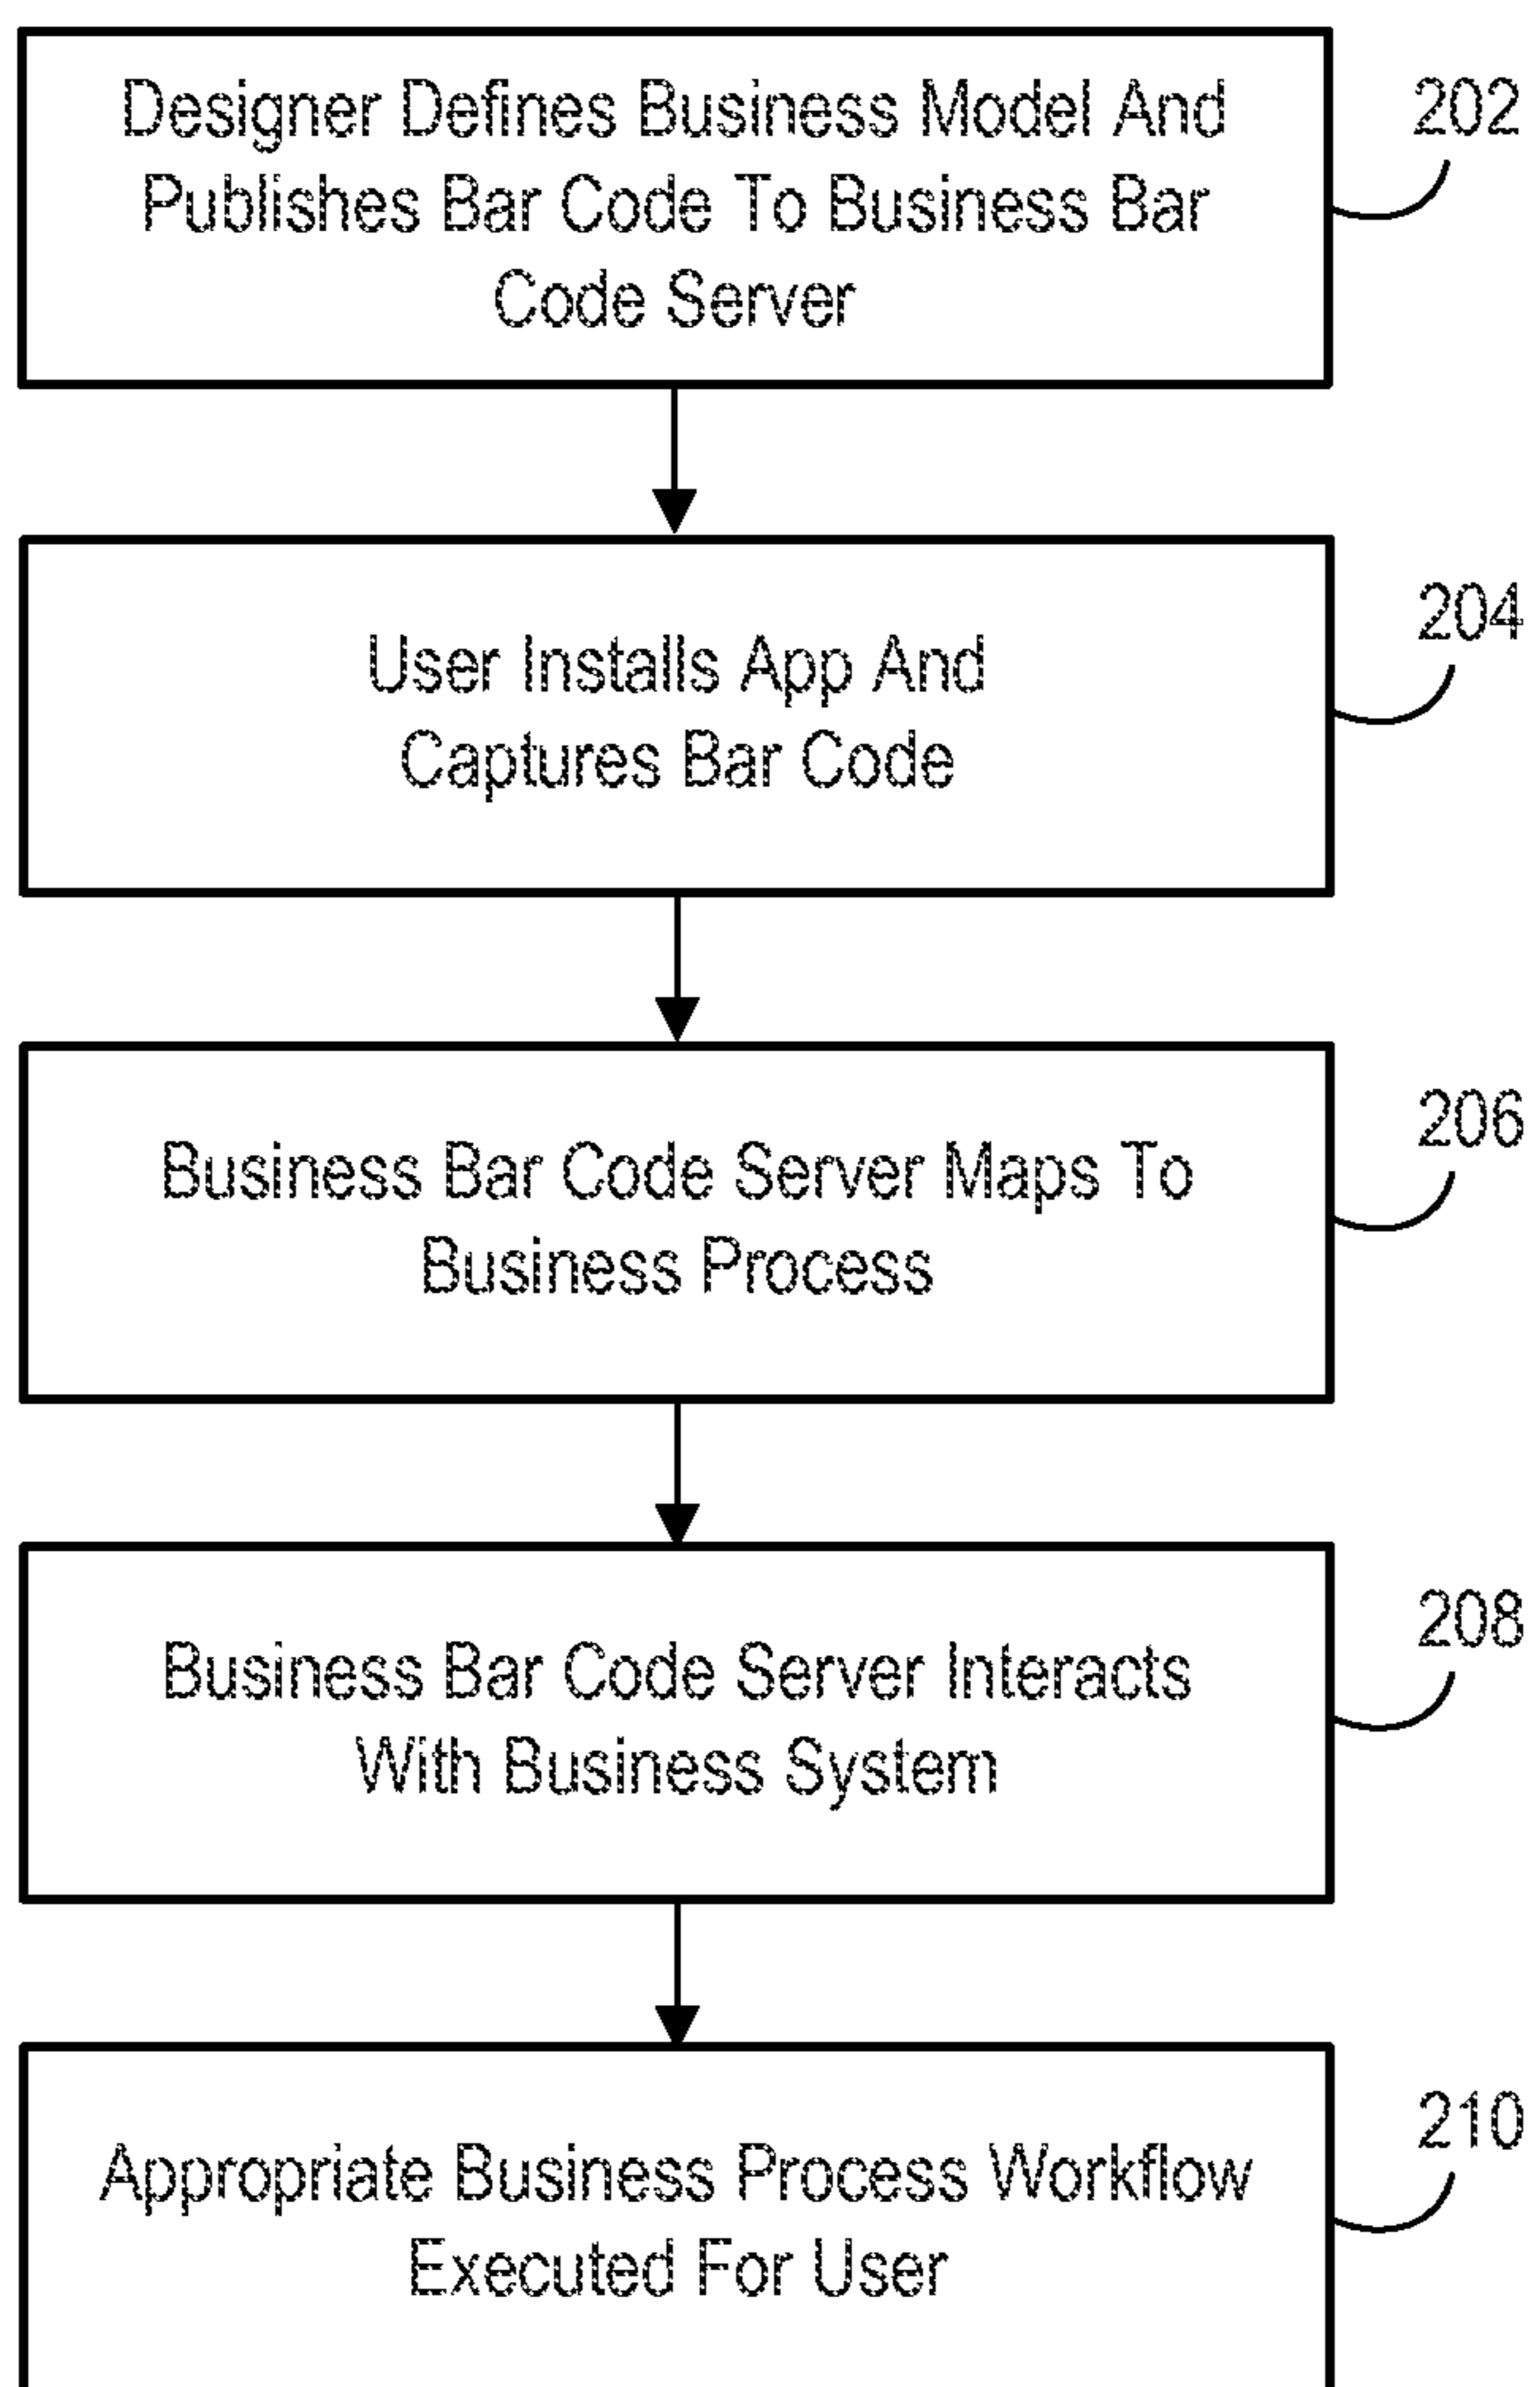 Designer Defines Business Model And
Publishes Bar Code To Business Bar
Code Server
202
User Installs App And
Captures Bar Code
204
Business Bar Code Server Maps To
Business Process
206
Business Bar Code Server Interacts
With Business System
208
Appropriate Business Process Workflow
Executed For User
210